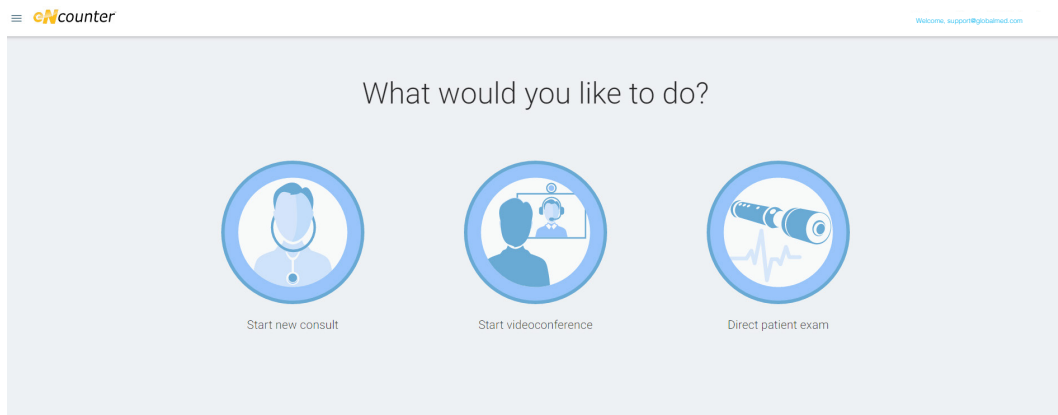 eNcounter
Welcome, support@globalmed.com
What would you like to do?
Start new consult
Start videoconference
Direct patient exam